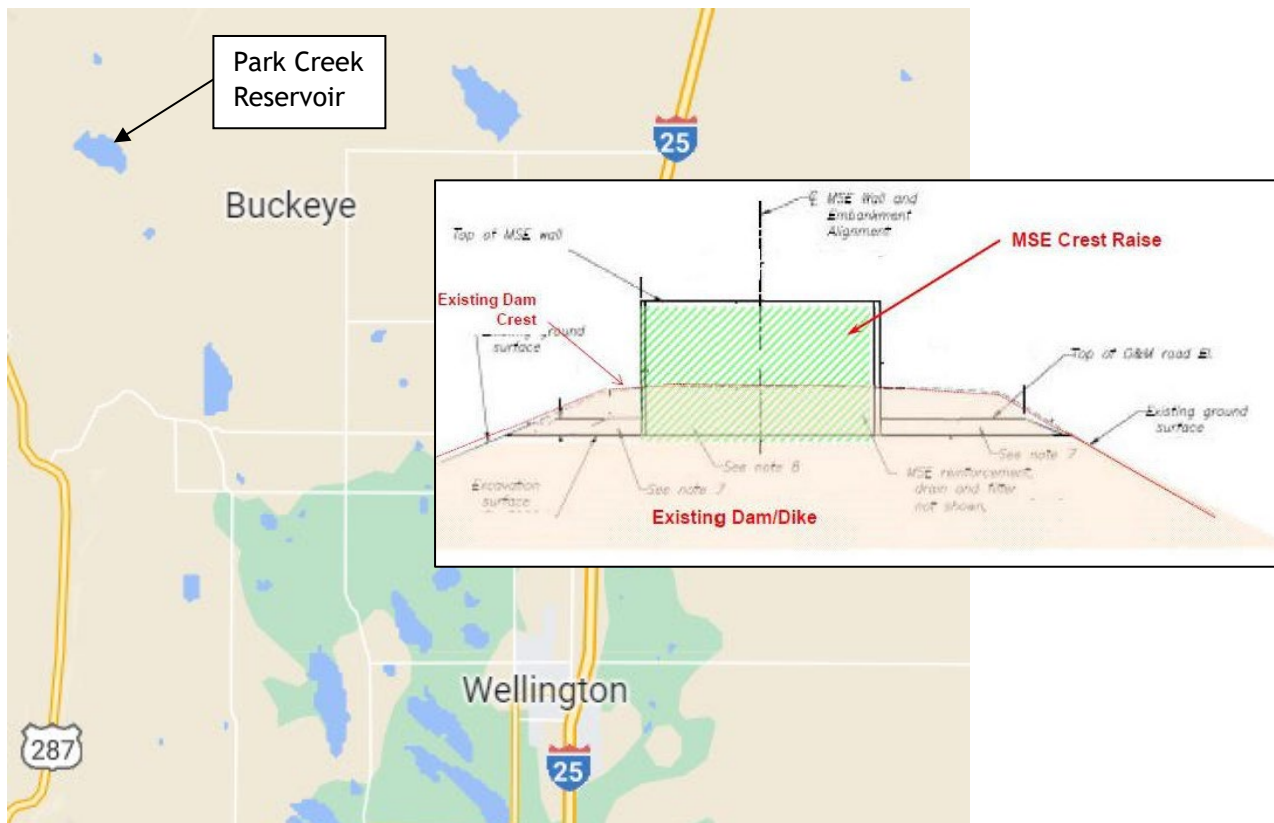 Park Creek
Reservoir
25
Buckeye
℄ MSE Wall and
Embankment
Alignment
Top of MSE wall
MSE Crest Raise
Existing Dam
Crest
ground
surface
Top of O&M road El.
Existing ground
surface
See note 7
See note 8
See note 7
MSE reinforcement,
drain and filter
not shown,
Excavation
surface
Existing Dam/Dike
Wellington
287
25